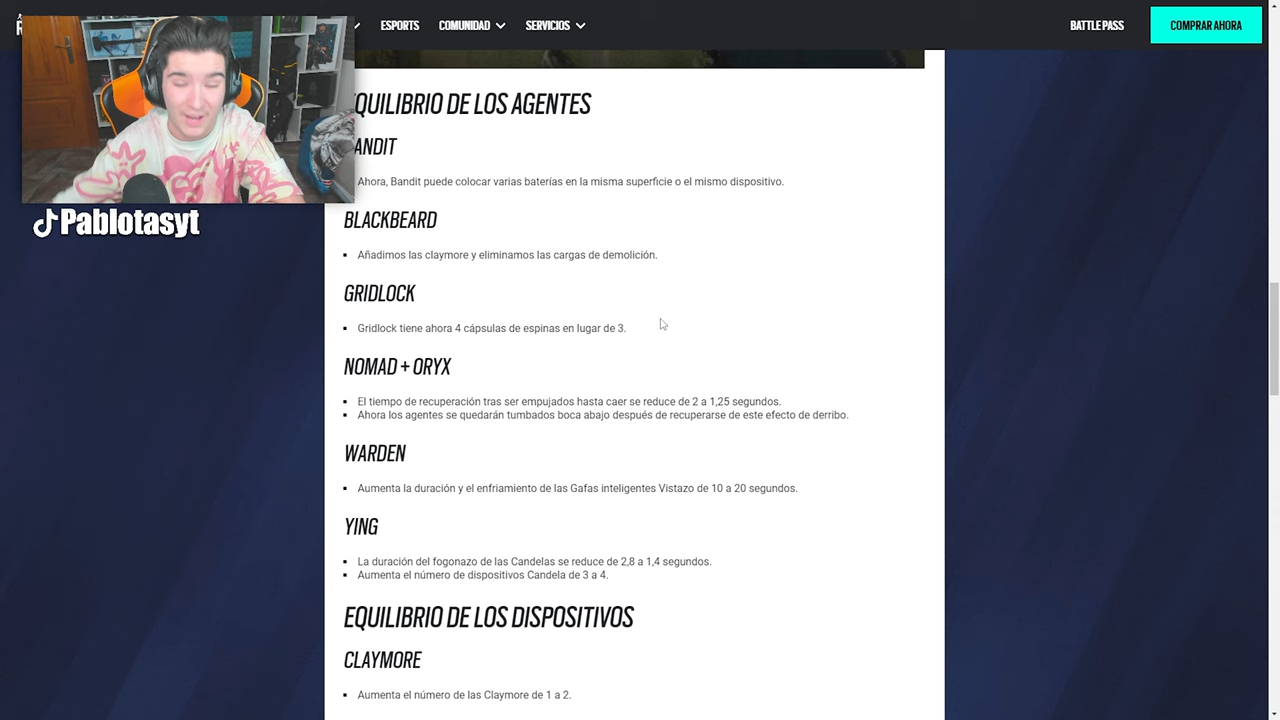 ESPORTS
COMUNIDAD
SERVICIOS
BATTLE PASS
COMPRAR AHORA
EQUILIBRIO DE LOS AGENTES
ANDIT
Ahora, Bandit puede colocar varias baterías en la misma superficie o el mismo dispositivo.
Pablotasyt
BLACKBEARD
Añadimos las claymore y eliminamos las cargas de demolición.
GRIDLOCK
Gridlock tiene ahora 4 cápsulas de espinas en lugar de 3.
NOMAD + ORYX
El tiempo de recuperación tras ser empujados hasta caer se reduce de 2 a 1,25 segundos.
Ahora los agentes se quedarán tumbados boca abajo después de recuperarse de este efecto de derribo.
WARDEN
Aumenta la duración y el enfriamiento de las Gafas inteligentes Vistazo de 10 a 20 segundos.
YING
La duración del fogonazo de las Candelas se reduce de 2,8 a 1,4 segundos.
Aumenta el número de dispositivos Candela de 3 a 4.
EQUILIBRIO DE LOS DISPOSITIVOS
CLAYMORE
Aumenta el número de las Claymore de 1 a 2.